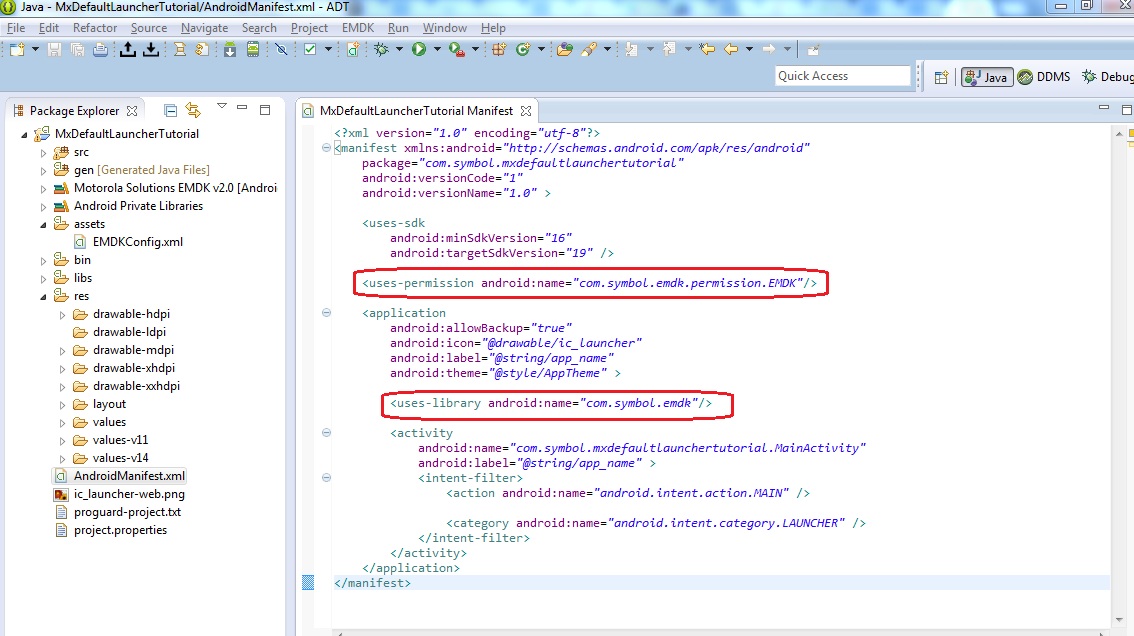 Java - MxDefaultLauncherTutorial/AndroidManifest.xml - ADT
File Edit Refactor Source Navigate Search Project EMDK Run Window Help
Quick Access
Java DDMS Debug
Package Explorer
MxDefaultLauncherTutorial
src
gen [Generated Java Files]
Motorola Solutions EMDK v2.0 [Androi
Android Private Libraries
assets
EMDKConfig.xml
bin
libs
res
drawable-hdpi
drawable-ldpi
drawable-mdpi
drawable-xhdpi
drawable-xxhdpi
layout
values
values-v11
values-v14
AndroidManifest.xml
ic_launcher-web.png
proguard-project.txt
project.properties
MxDefaultLauncherTutorial Manifest
<?xml version="1.0" encoding="utf-8"?>
<manifest xmlns:android="http://schemas.android.com/apk/res/android"
package="com.symbol.mxdefaultlaunchertutorial"
android:versionCode="1"
android:versionName="1.0" >
<uses-sdk
android:minSdkVersion="16"
android:targetSdkVersion="19" />
<uses-permission android:name="com.symbol.emdk.permission.EMDK"/>
<application
android:allowBackup="true"
android:icon="@drawable/ic_launcher"
android:label="@string/app_name"
android:theme="@style/AppTheme" >
<uses-library android:name="com.symbol.emdk"/>
<activity
android:name="com.symbol.mxdefaultlaunchertutorial.MainActivity"
android:label="@string/app_name" >
<intent-filter>
<action android:name="android.intent.action.MAIN" />
<category android:name="android.intent.category.LAUNCHER" />
</intent-filter>
</activity>
</application>
</manifest>